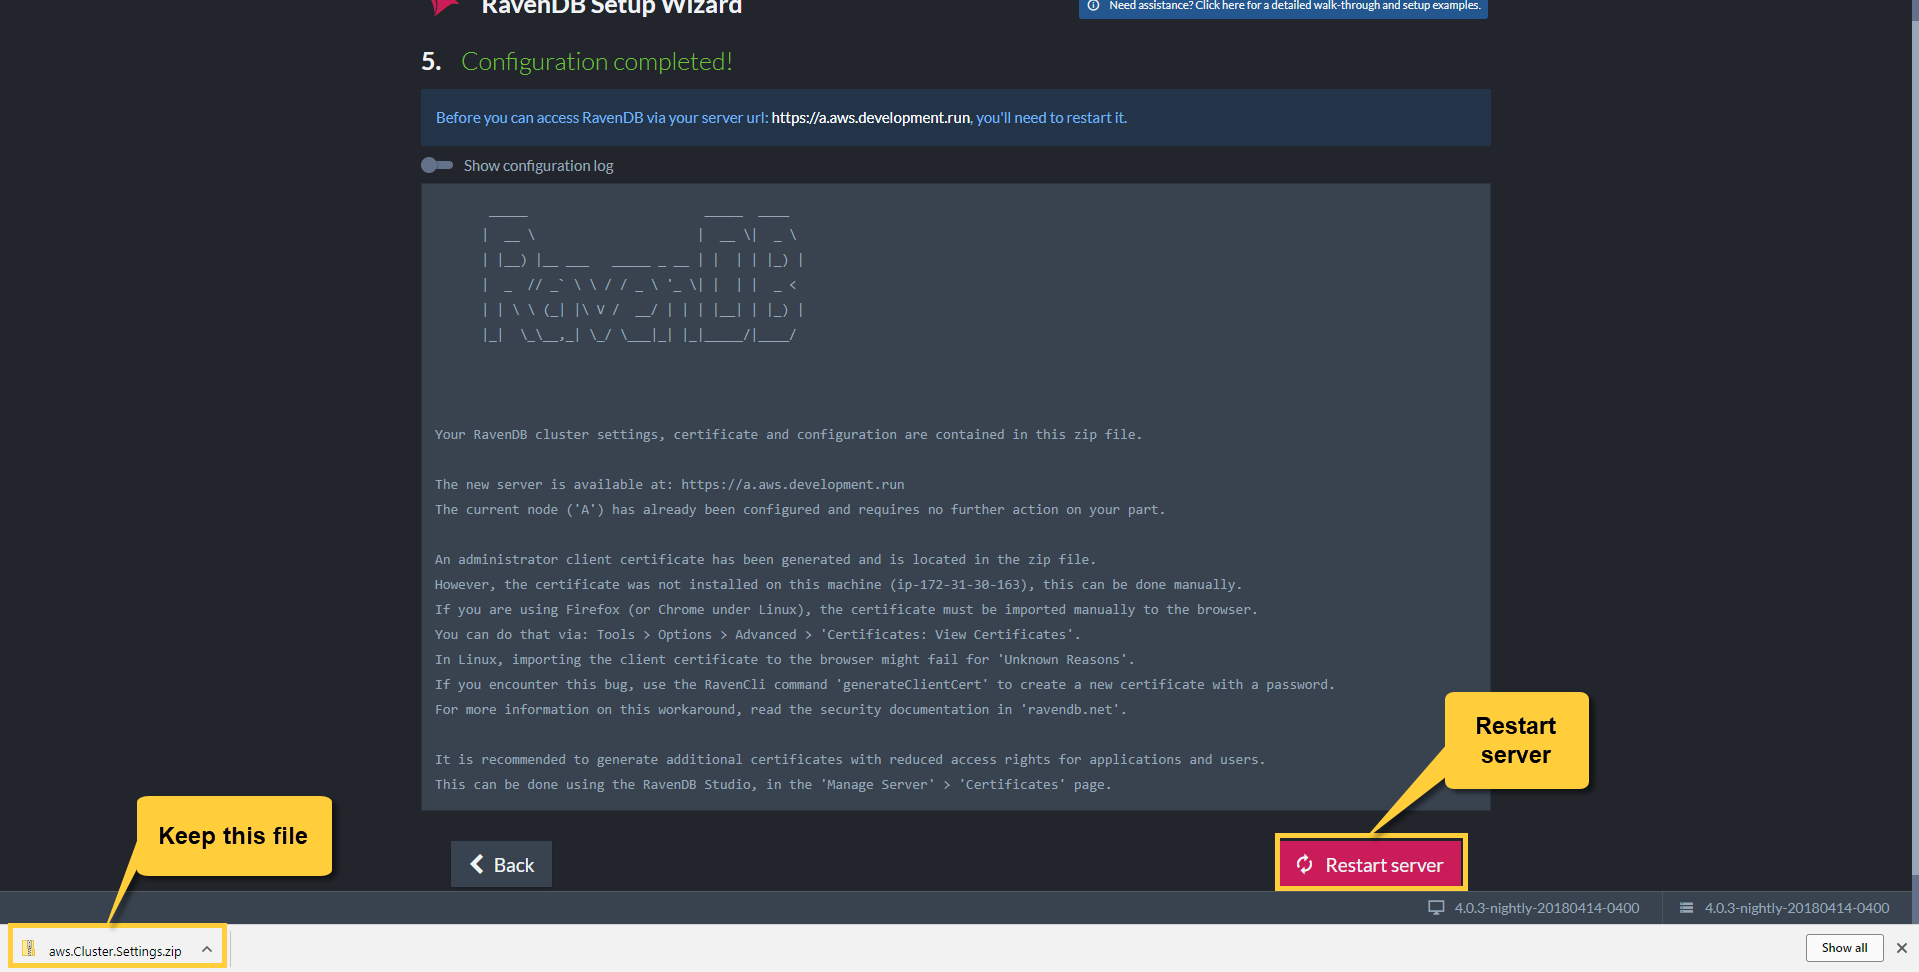 RavenDB Setup Wizard
Need assistance? Click here for a detailed walk-through and setup examples.
5. Configuration completed!
Before you can access RavenDB via your server url: https://a.aws.development.run, you'll need to restart it.
Show configuration log
RavenDB
Your RavenDB cluster settings, certificate and configuration are contained in this zip file.
The new server is available at: https://a.aws.development.run
The current node ('A') has already been configured and requires no further action on your part.
An administrator client certificate has been generated and is located in the zip file.
However, the certificate was not installed on this machine (ip-172-31-30-163), this can be done manually.
If you are using Firefox (or Chrome under Linux), the certificate must be imported manually to the browser.
You can do that via: Tools > Options > Advanced > 'Certificates: View Certificates'.
In Linux, importing the client certificate to the browser might fail for 'Unknown Reasons'.
If you encounter this bug, use the RavenCli command 'generateClientCert' to create a new certificate with a password.
For more information on this workaround, read the security documentation in 'ravendb.net'.
It is recommended to generate additional certificates with reduced access rights for applications and users.
This can be done using the RavenDB Studio, in the 'Manage Server' > 'Certificates' page.
Restart
server
Keep this file
Back
Restart server
4.0.3-nightly-20180414-0400
4.0.3-nightly-20180414-0400
aws.Cluster.Settings.zip
Show all